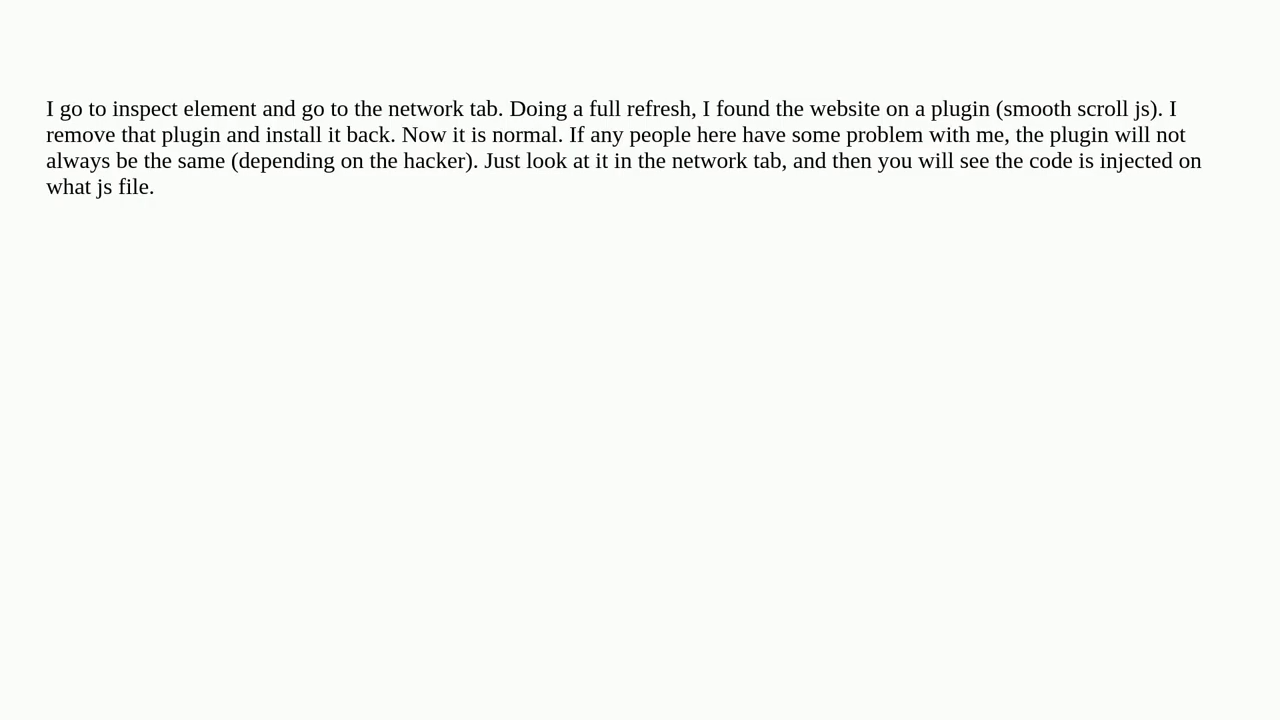 I go to inspect element and go to the network tab. Doing a full refresh, I found the website on a plugin (smooth scroll js). I
remove that plugin and install it back. Now it is normal. If any people here have some problem with me, the plugin will not
always be the same (depending on the hacker). Just look at it in the network tab, and then you will see the code is injected on
what js file.